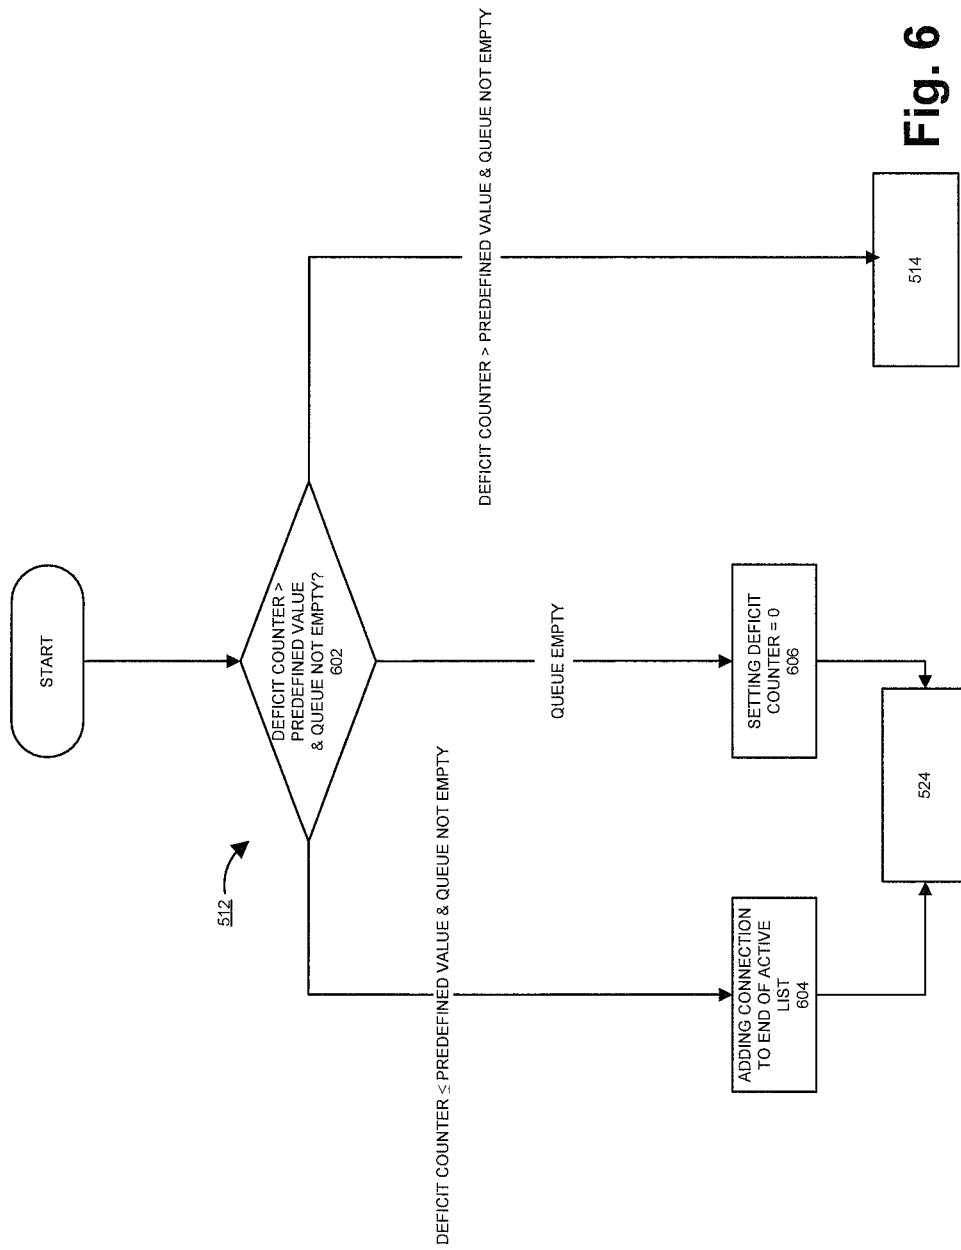 START
512
DEFICIT COUNTER >
PREDEFINED VALUE
& QUEUE NOT EMPTY?
602
DEFICIT COUNTER ≤ PREDEFINED VALUE & QUEUE NOT EMPTY
QUEUE EMPTY
DEFICIT COUNTER > PREDEFINED VALUE & QUEUE NOT EMPTY
ADDING CONNECTION
TO END OF ACTIVE
LIST
604
SETTING DEFICIT
COUNTER = 0
606
524
514
Fig. 6